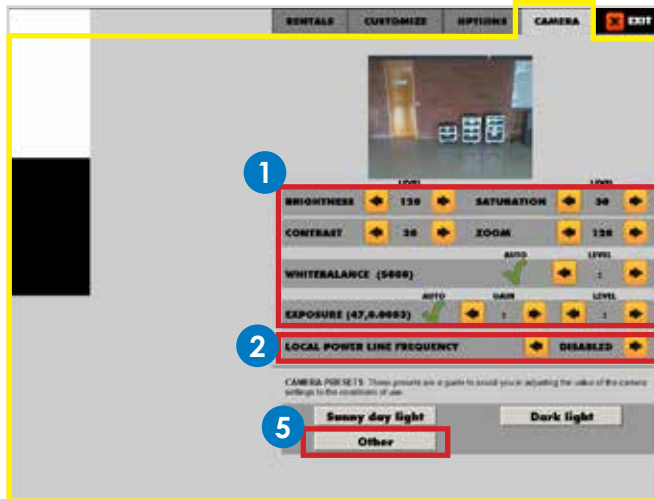 RENTALS CUSTOMIZE OPTIONS CAMERA X EXIT
1
LEVEL LEVEL
BRIGHTNESS 120 SATURATION 30
CONTRAST 20 ZOOM 120
AUTO LEVEL
WHITEBALANCE (5000) :
AUTO GAIN LEVEL
EXPOSURE (47,0.0053) : :
2 LOCAL POWER LINE FREQUENCY DISABLED
CAMERA PRESETS These presets are a guide to assist you in adjusting the value of the camera
settings to the conditions of use.
Sunny day light Dark light
5 Other